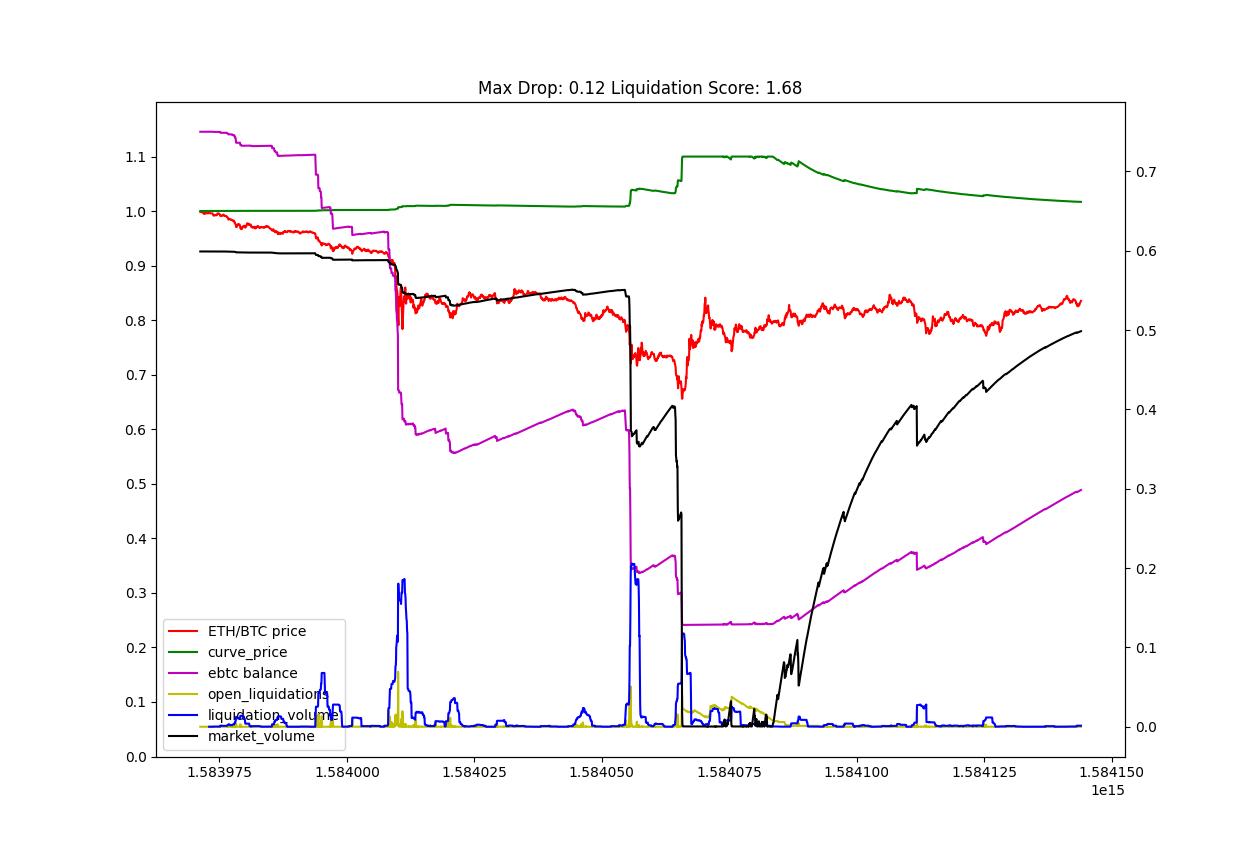 Max Drop: 0.12 Liquidation Score: 1.68
1.1
1.0
0.9
0.8
0.7
0.6
0.5
0.4
0.3
0.2
0.1
0.0
0.7
0.6
0.5
0.4
0.3
0.2
0.1
0.0
ETH/BTC price
curve_price
ebtc balance
open_liquidations
liquidation_volume
market_volume
1.583975 1.584000 1.584025 1.584050 1.584075 1.584100 1.584125 1.584150
1e15